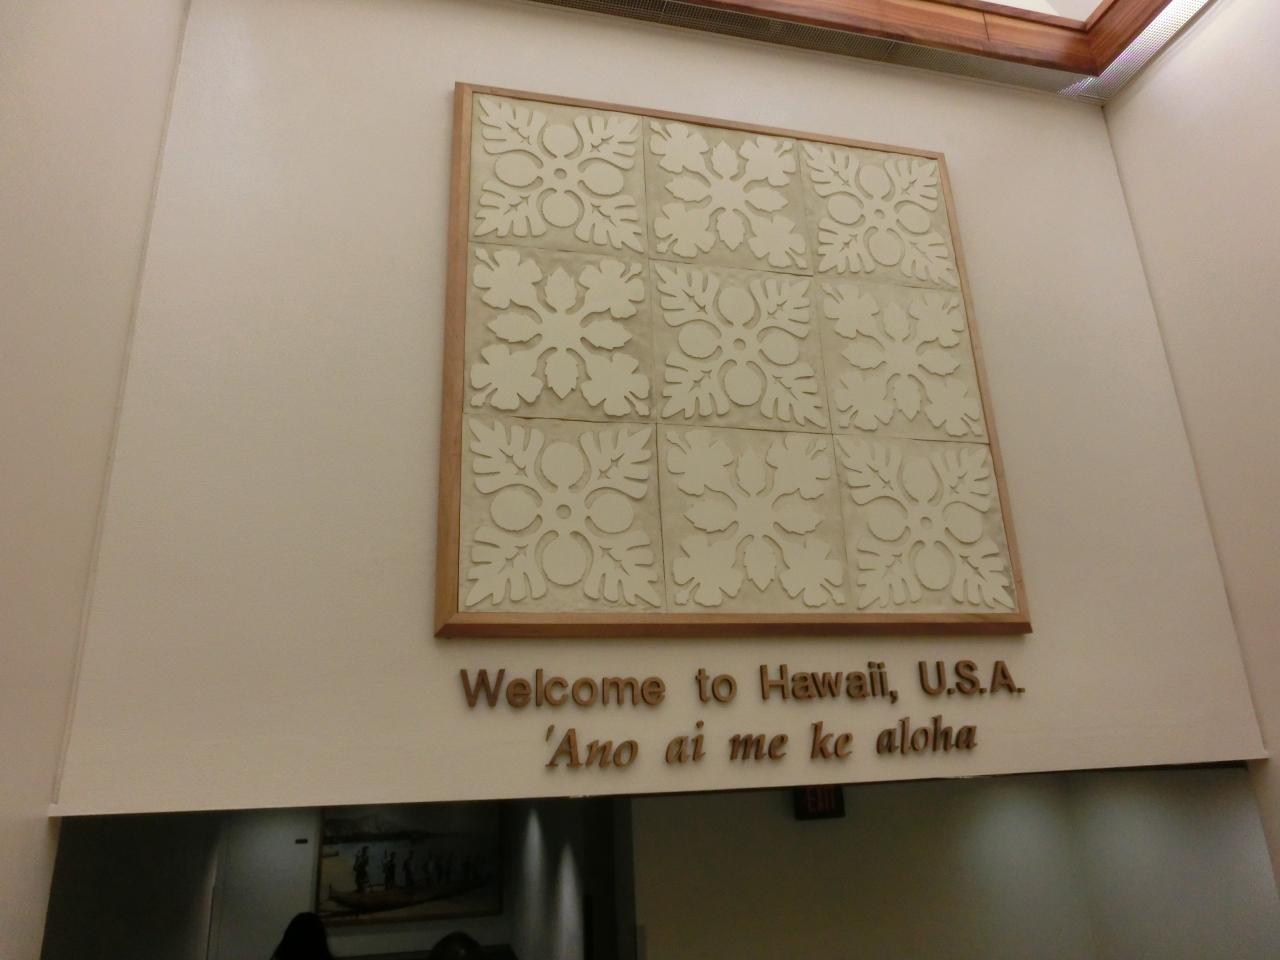 Welcome to Hawaii, U.S.A.
'Ano ai me ke aloha
EXIT